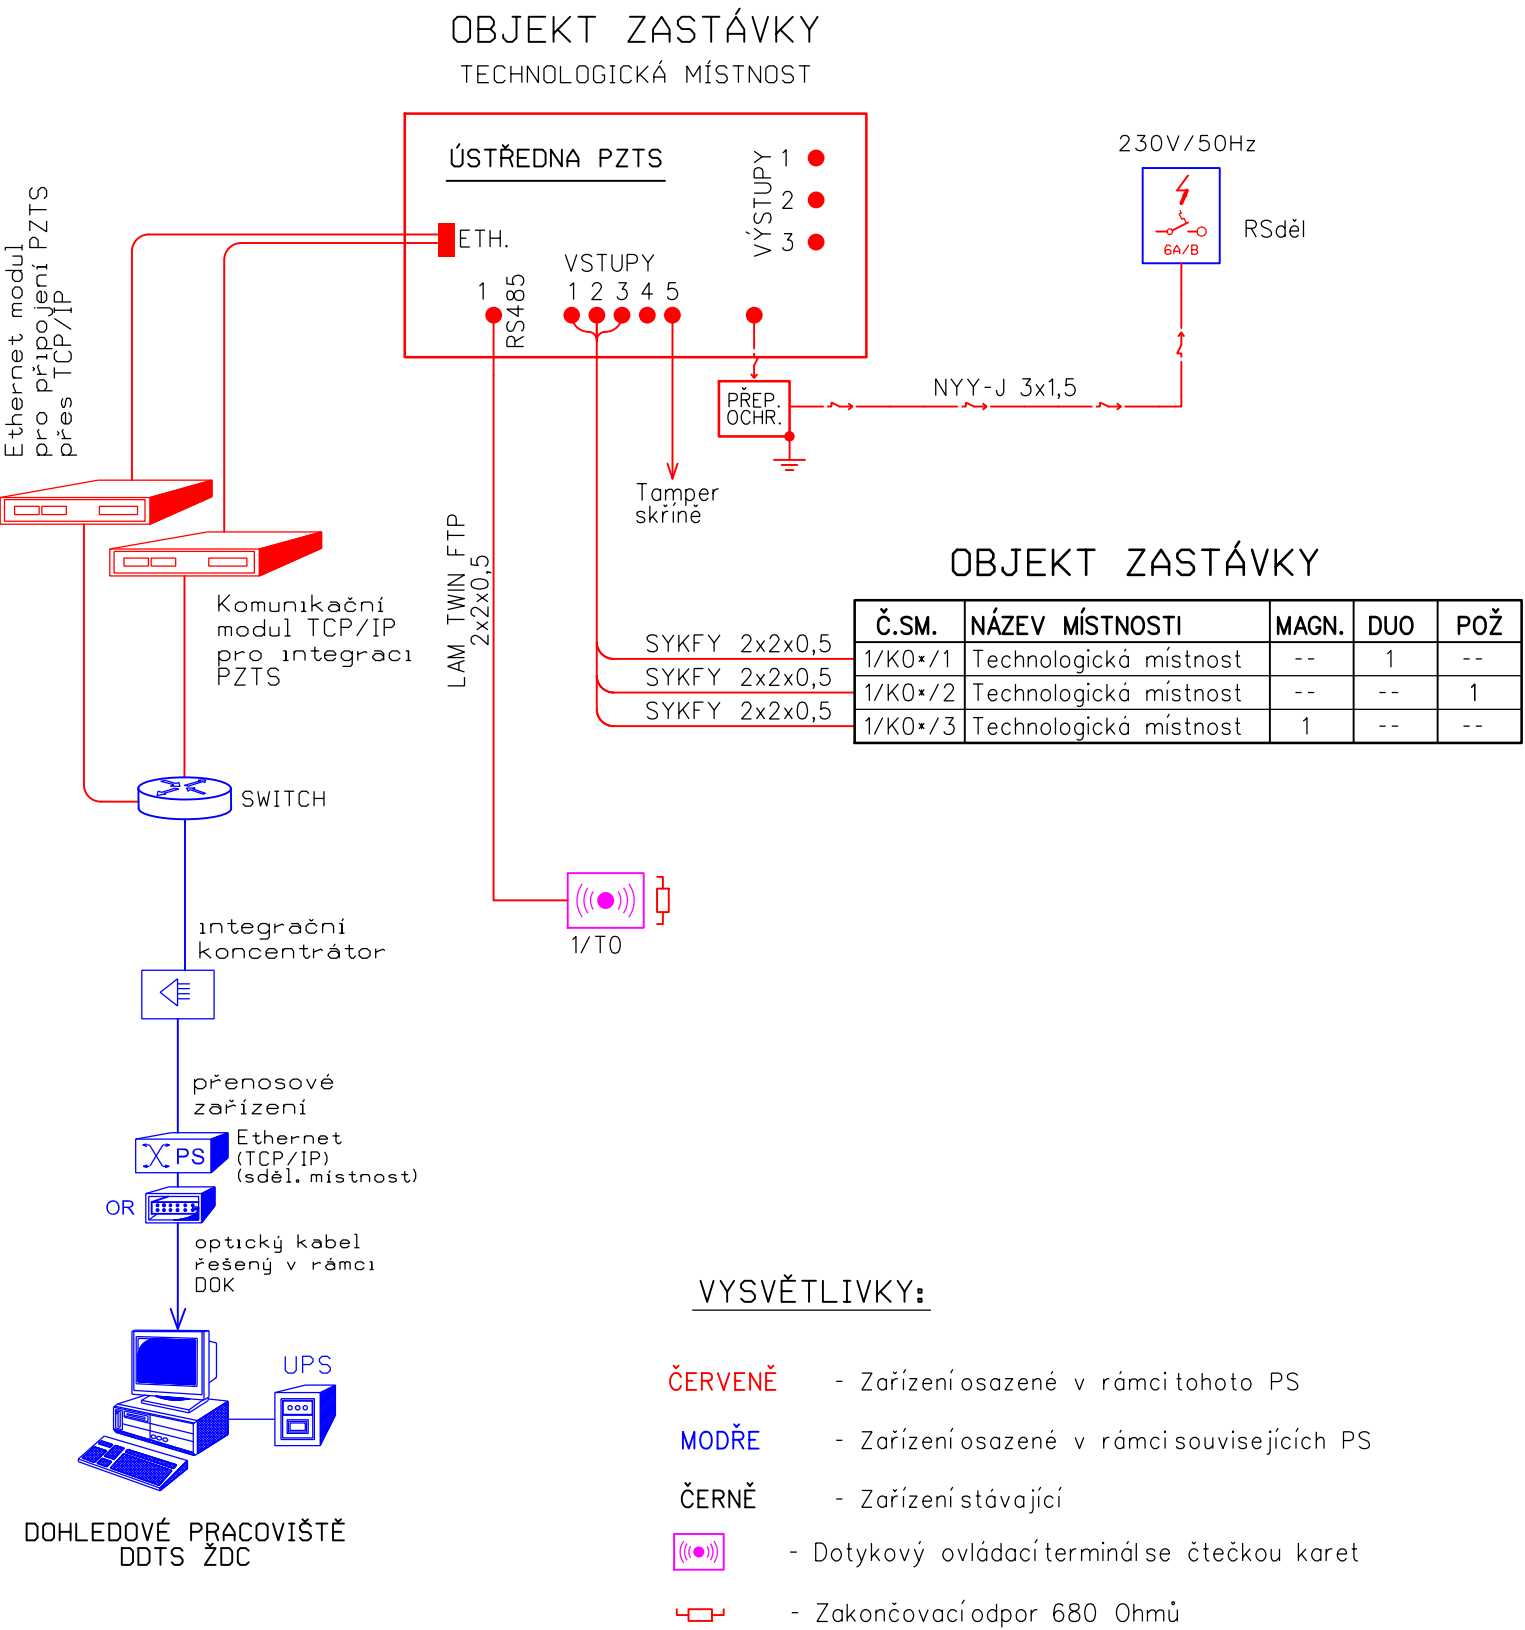 OBJEKT ZASTÁVKY
TECHNOLOGICKÁ MÍSTNOST
ÚSTŘEDNA PZTS
VÝSTUPY
1
2
3
230V/50Hz
6A/B
RSděl
ETH.
VSTUPY
1 2 3 4 5
1
RS485
Ethernet modul
pro připojení PZTS
přes TCP/IP
PŘEP.
OCHR.
NYY-J 3x1,5
Tamper
skříně
LAM TWIN FTP
2x2x0,5
Komunikační
modul TCP/IP
pro integraci
PZTS
OBJEKT ZASTÁVKY
Č.SM. NÁZEV MÍSTNOSTI MAGN. DUO POŽ
SYKFY 2x2x0,5 1/K0*/1 Technologická místnost -- 1 --
SYKFY 2x2x0,5 1/K0*/2 Technologická místnost -- -- 1
SYKFY 2x2x0,5 1/K0*/3 Technologická místnost 1 -- --
SWITCH
1/T0
integrační
koncentrátor
přenosové
zařízení
PS
Ethernet
(TCP/IP)
(sděl. místnost)
OR
optický kabel
řešený v rámci
DOK
UPS
DOHLEDOVÉ PRACOVIŠTĚ
DDTS ŽDC
VYSVĚTLIVKY:
ČERVENĚ - Zařízení osazené v rámci tohoto PS
MODŘE - Zařízení osazené v rámci souvisejících PS
ČERNĚ - Zařízení stávající
- Dotykový ovládací terminál se čtečkou karet
- Zakončovací odpor 680 Ohmů